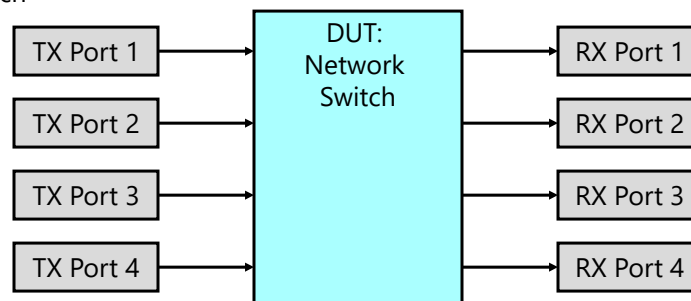 TX Port 1
DUT:
Network
Switch
RX Port 1
TX Port 2
RX Port 2
TX Port 3
RX Port 3
TX Port 4
RX Port 4